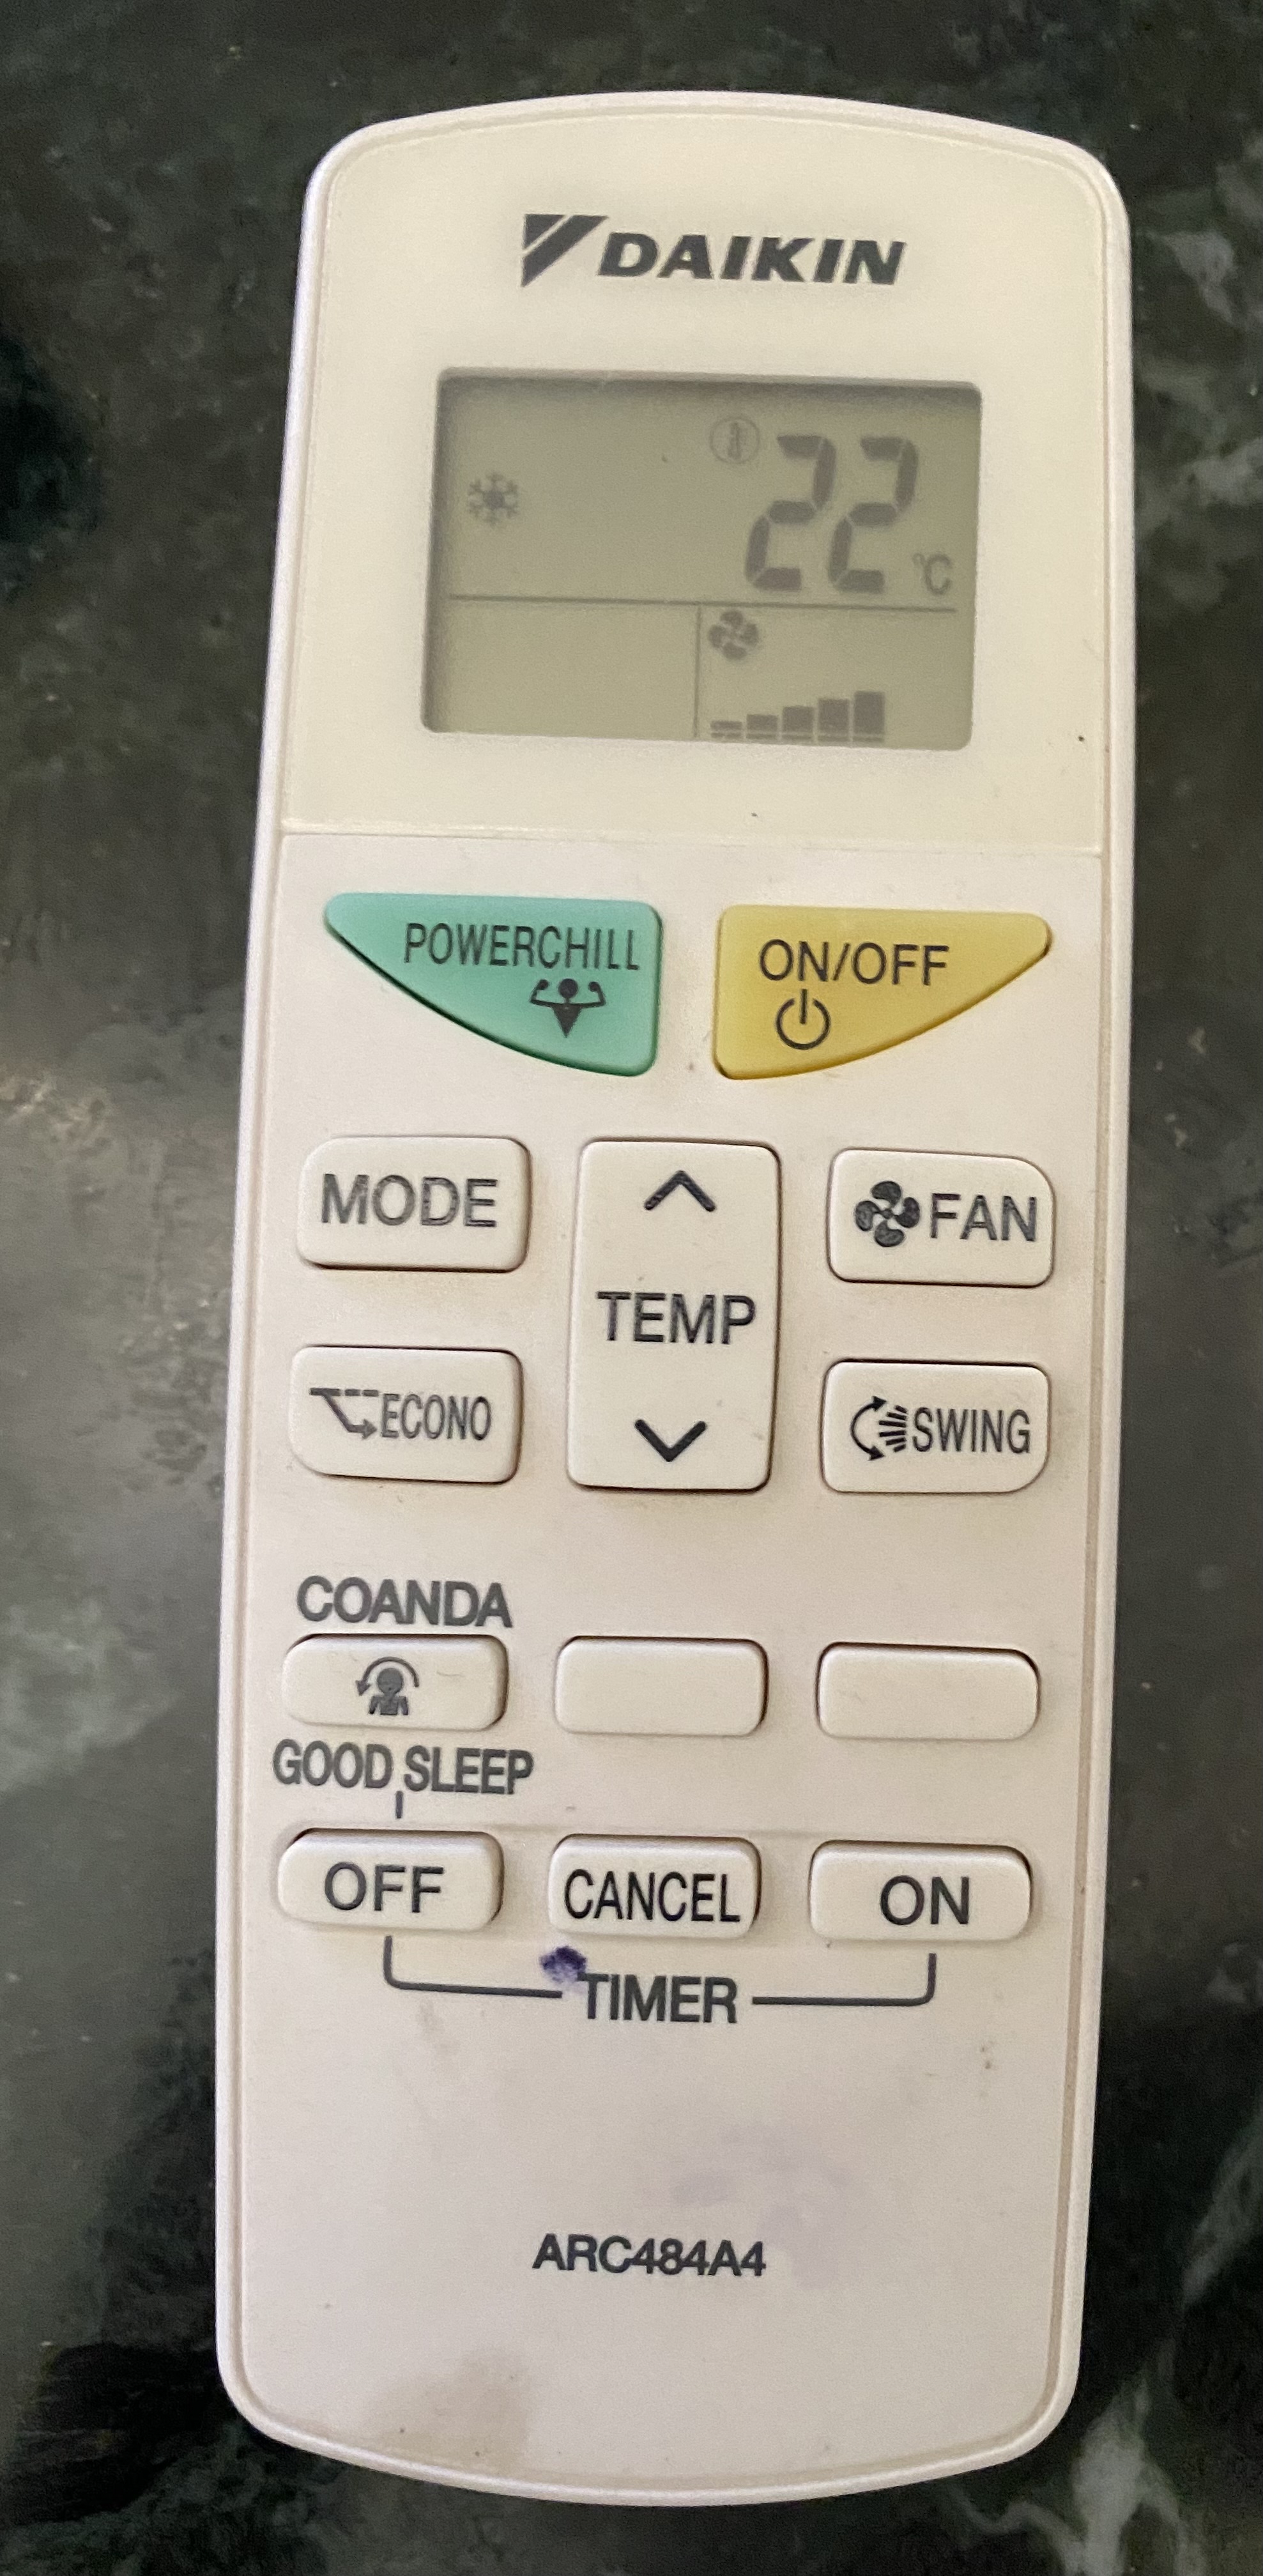 DAIKIN
22 °C
POWERCHILL
ON/OFF
MODE
TEMP
FAN
ECONO
SWING
COANDA
GOOD SLEEP
OFF
CANCEL
ON
TIMER
ARC484A4